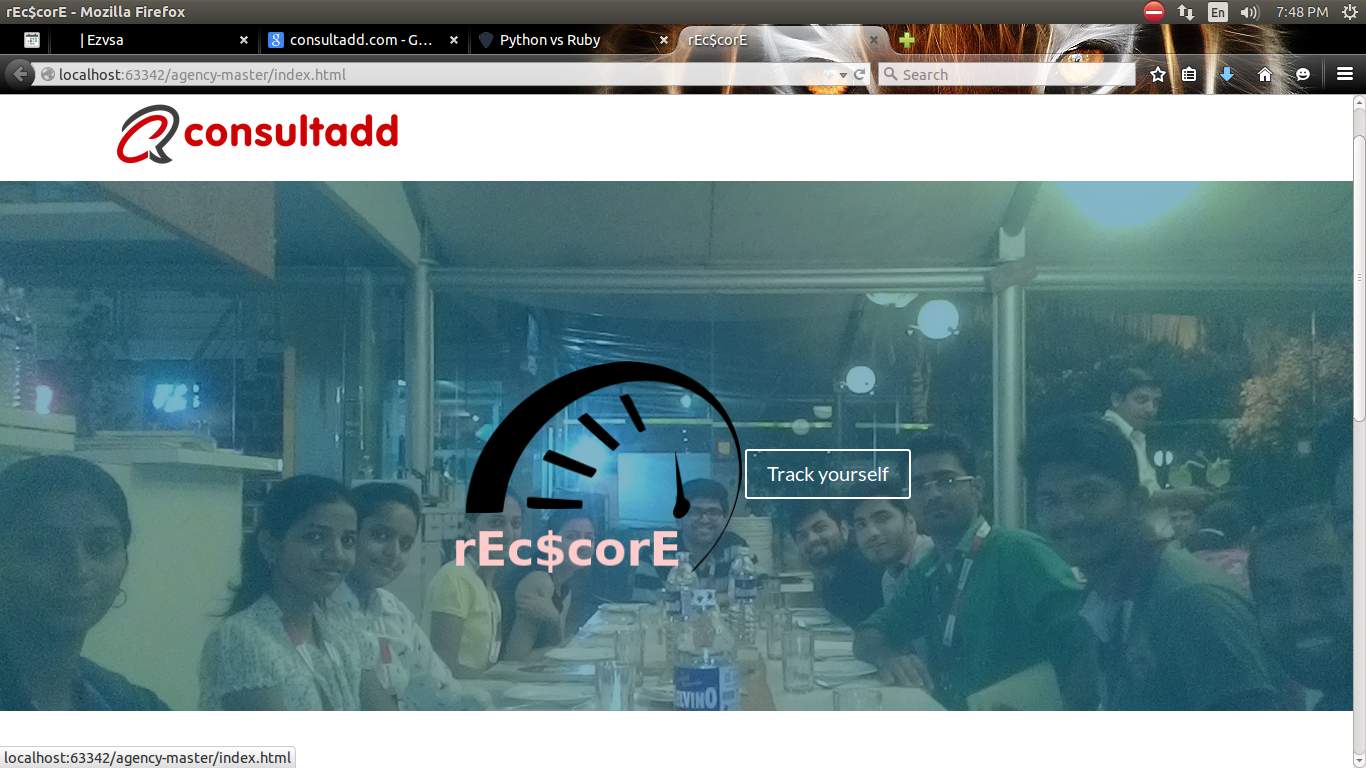 rEc$corE - Mozilla Firefox
En
7:48 PM
| Ezvsa
consultadd.com - G...
Python vs Ruby
rEc$corE
localhost:63342/agency-master/index.html
Search
consultadd
Track yourself
rEc$corE
localhost:63342/agency-master/index.html